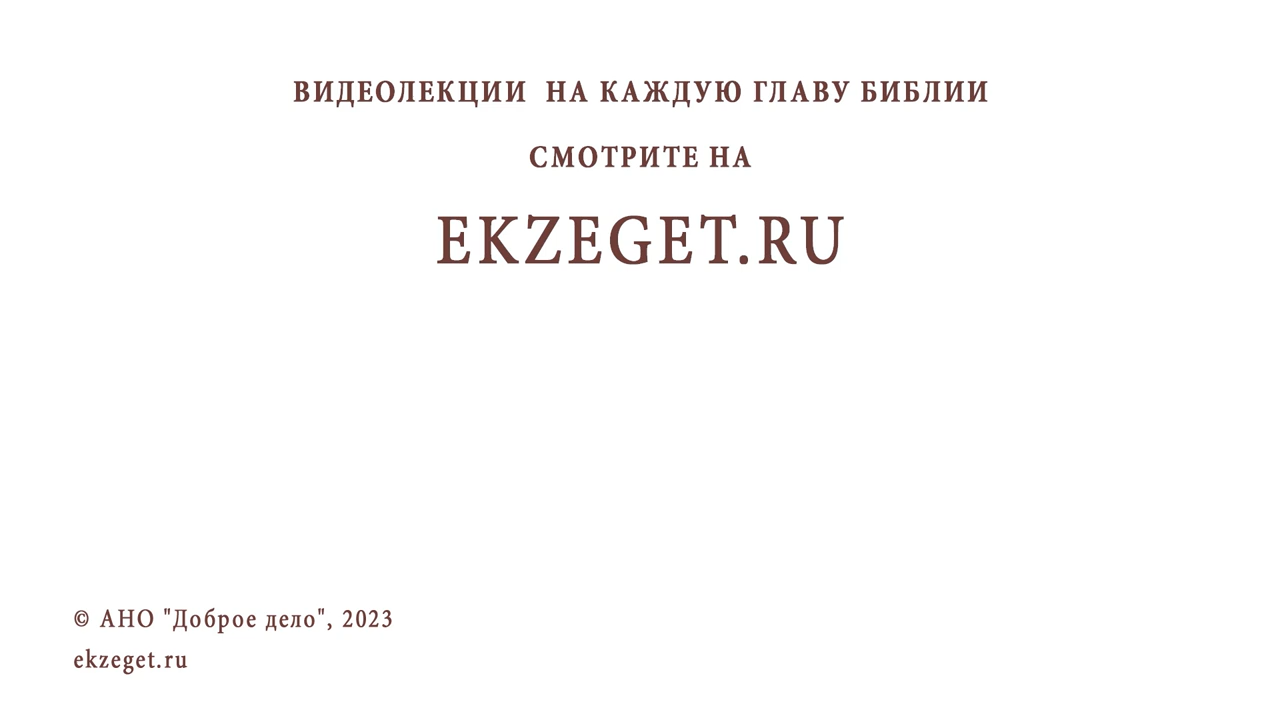 ВИДЕОЛЕКЦИИ НА КАЖДУЮ ГЛАВУ БИБЛИИ
СМОТРИТЕ НА
EKZEGET.RU
© АНО "Доброе дело", 2023
ekzeget.ru